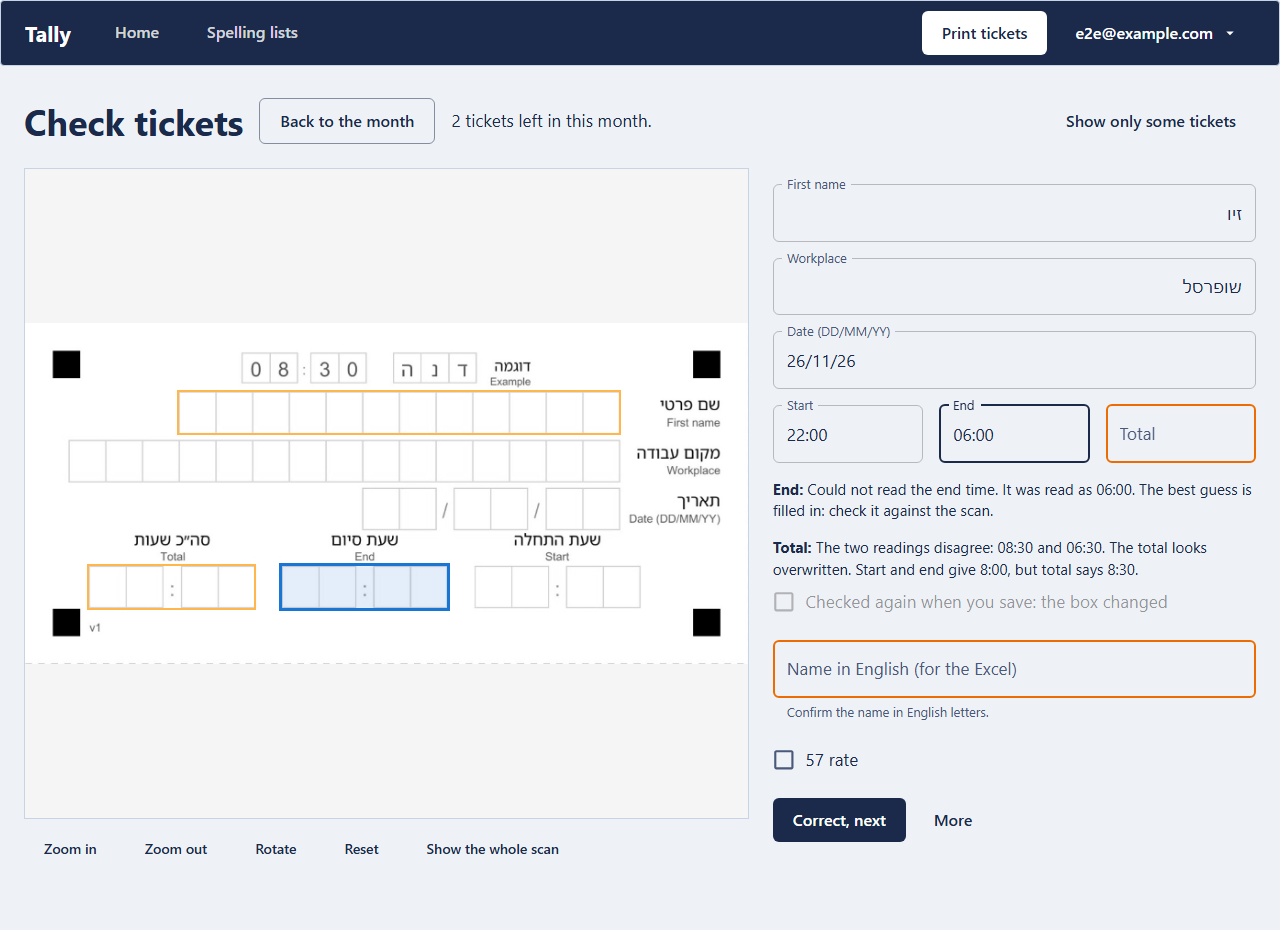 Tally
Home
Spelling lists
Print tickets
e2e@example.com
Check tickets
Back to the month
2 tickets left in this month.
Show only some tickets
דוגמה
Example
דנה
08:30
שם פרטי
First name
מקום עבודה
Workplace
תאריך
Date (DD/MM/YY)
/ /
שעת התחלה
Start
:
שעת סיום
End
:
סה״כ שעות
Total
:
v1
Zoom in
Zoom out
Rotate
Reset
Show the whole scan
First name
זיו
Workplace
שופרסל
Date (DD/MM/YY)
26/11/26
Start
22:00
End
06:00
Total
End: Could not read the end time. It was read as 06:00. The best guess is
filled in: check it against the scan.
Total: The two readings disagree: 08:30 and 06:30. The total looks
overwritten. Start and end give 8:00, but total says 8:30.
Checked again when you save: the box changed
Name in English (for the Excel)
Confirm the name in English letters.
57 rate
Correct, next
More